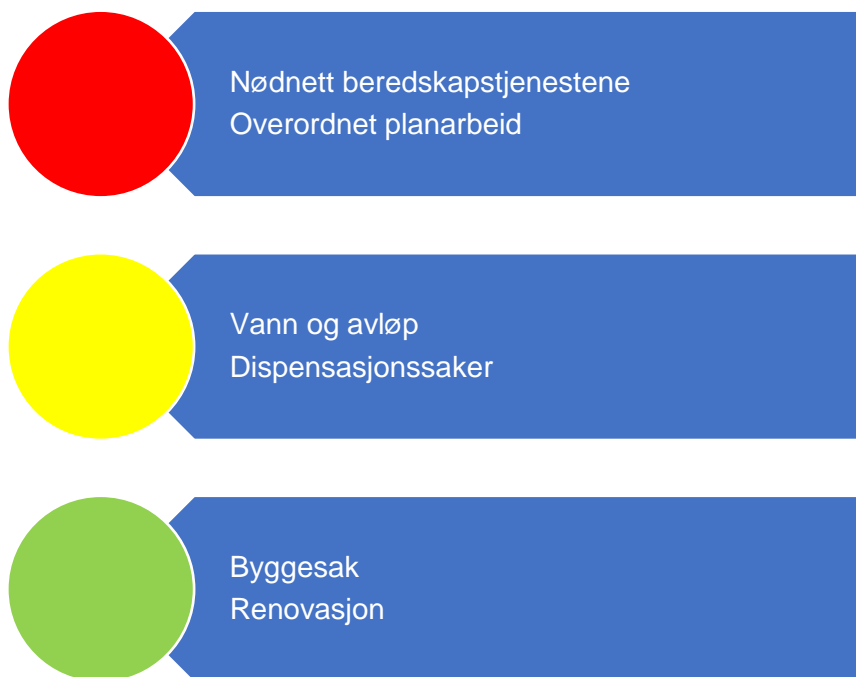 Nødnett beredskapstjenestene
Overordnet planarbeid
Vann og avløp
Dispensasjonssaker
Byggesak
Renovasjon